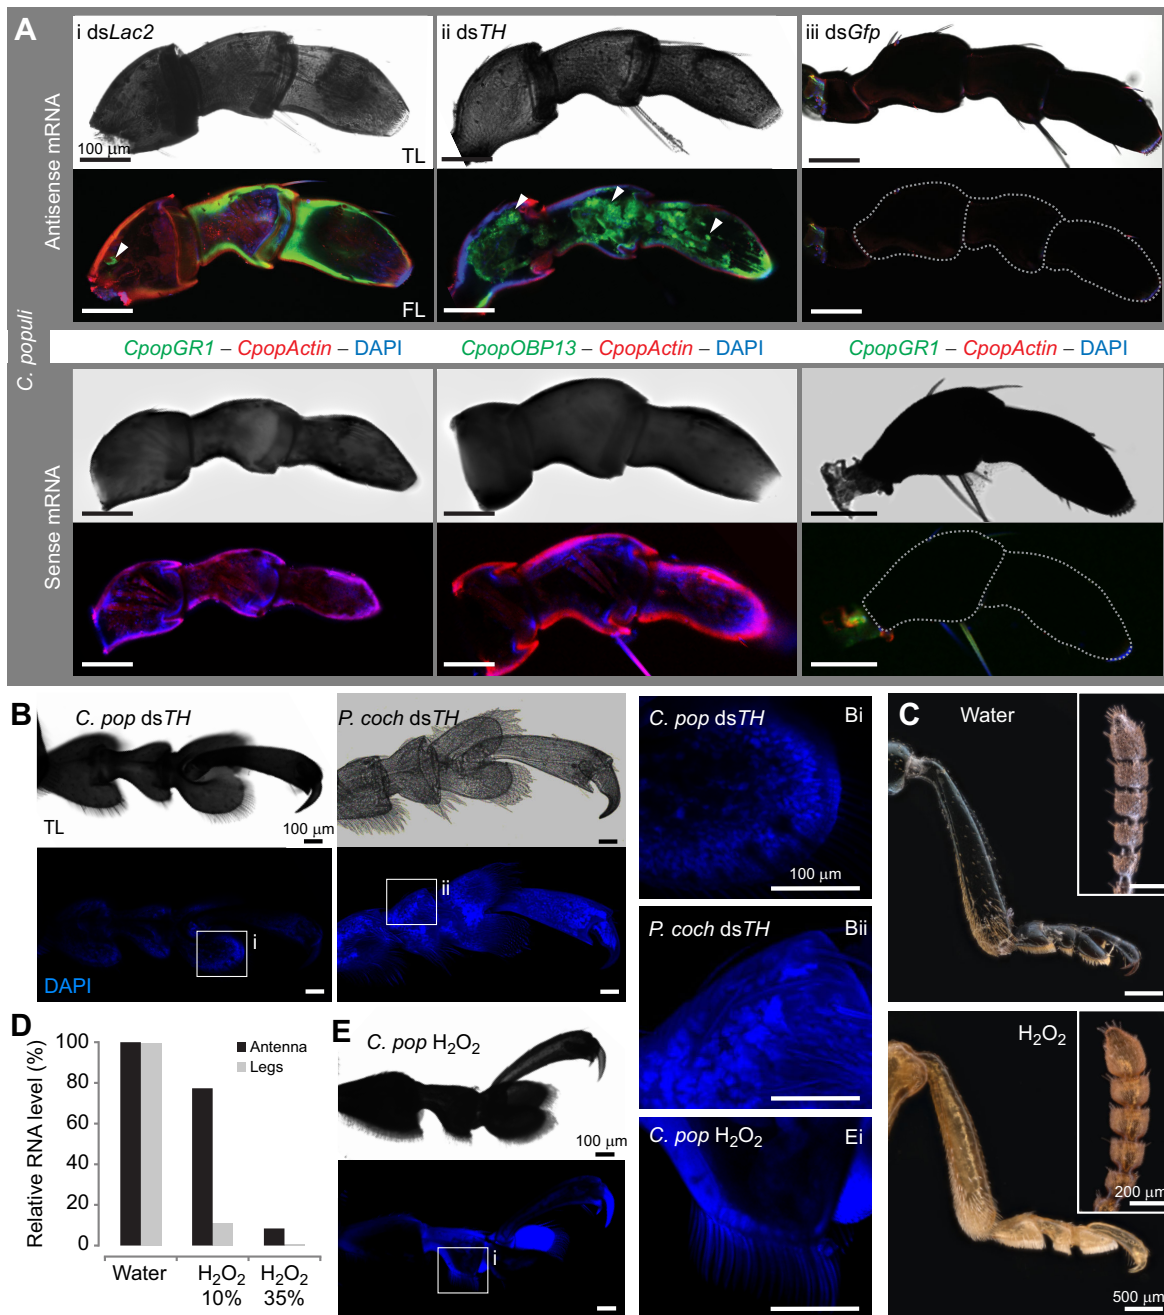 A
i dsLac2
ii dsTH
iii dsGfp
Antisense mRNA
100 μm
TL
FL
C. populi
CpopGR1 – CpopActin – DAPI
CpopOBP13 – CpopActin – DAPI
CpopGR1 – CpopActin – DAPI
Sense mRNA
B
C. pop dsTH
TL
100 μm
P. coch dsTH
DAPI
i
ii
C. pop dsTH
Bi
100 μm
P. coch dsTH
Bii
C
Water
H₂O₂
200 μm
500 μm
D
Relative RNA level (%)
100
80
60
40
20
0
Antenna
Legs
Water
H₂O₂
10%
H₂O₂
35%
E
C. pop H₂O₂
100 μm
i
C. pop H₂O₂
Ei